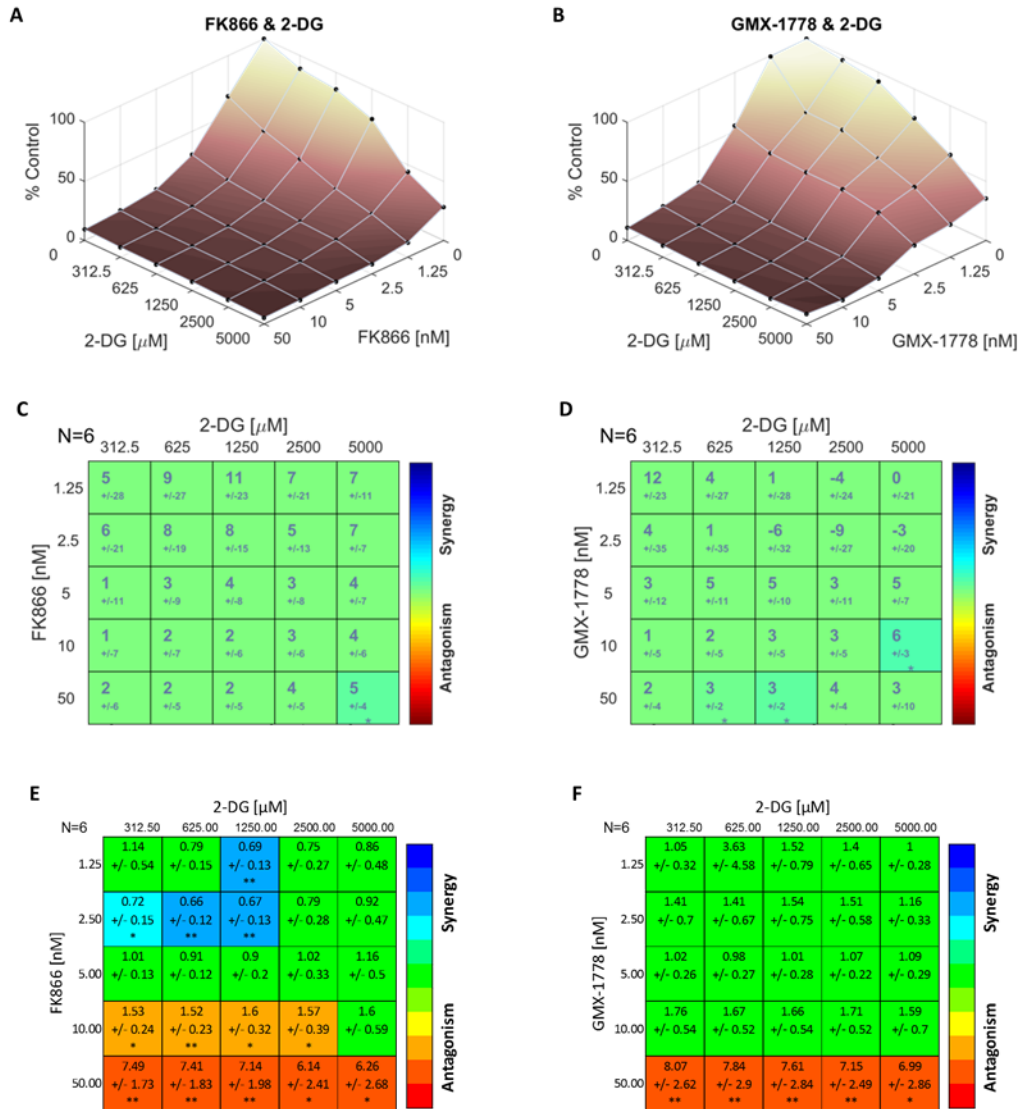 A
FK866 & 2-DG
% Control
100
50
0
0
312.5
625
1250
2500
5000
2-DG [μM]
0
1.25
2.5
5
10
50
FK866 [nM]
B
GMX-1778 & 2-DG
% Control
100
50
0
0
312.5
625
1250
2500
5000
2-DG [μM]
0
1.25
2.5
5
10
50
GMX-1778 [nM]
C
2-DG [μM]
N=6
312.5 625 1250 2500 5000
FK866 [nM]
1.25 5 9 11 7 7
+/-28 +/-27 +/-23 +/-21 +/-11
2.5 6 8 8 5 7
+/-21 +/-19 +/-15 +/-13 +/-7
5 1 3 4 3 4
+/-11 +/-9 +/-8 +/-8 +/-7
10 1 2 2 3 4
+/-7 +/-7 +/-6 +/-6 +/-6
50 2 2 2 4 5
+/-6 +/-5 +/-5 +/-5 +/-4
*
Synergy
Antagonism
D
2-DG [μM]
N=6
312.5 625 1250 2500 5000
GMX-1778 [nM]
1.25 12 4 1 -4 0
+/-23 +/-27 +/-28 +/-24 +/-21
2.5 4 1 -6 -9 -3
+/-35 +/-35 +/-32 +/-27 +/-20
5 3 5 5 3 5
+/-12 +/-11 +/-10 +/-11 +/-7
10 1 2 3 3 6
+/-5 +/-5 +/-5 +/-5 +/-3
*
50 2 3 3 4 3
+/-4 +/-2 +/-2 +/-4 +/-10
* *
Synergy
Antagonism
E
2-DG [μM]
N=6
312.50 625.00 1250.00 2500.00 5000.00
FK866 [nM]
1.25 1.14 0.79 0.69 0.75 0.86
+/- 0.54 +/- 0.15 +/- 0.13 +/- 0.27 +/- 0.48
**
2.50 0.72 0.66 0.67 0.79 0.92
+/- 0.15 +/- 0.12 +/- 0.13 +/- 0.28 +/- 0.47
* ** **
5.00 1.01 0.91 0.9 1.02 1.16
+/- 0.13 +/- 0.12 +/- 0.2 +/- 0.33 +/- 0.5
10.00 1.53 1.52 1.6 1.57 1.6
+/- 0.24 +/- 0.23 +/- 0.32 +/- 0.39 +/- 0.59
* ** * *
50.00 7.49 7.41 7.14 6.14 6.26
+/- 1.73 +/- 1.83 +/- 1.98 +/- 2.41 +/- 2.68
** ** ** * *
Synergy
Antagonism
F
2-DG [μM]
N=6
312.50 625.00 1250.00 2500.00 5000.00
GMX-1778 [nM]
1.25 1.05 3.63 1.52 1.4 1
+/- 0.32 +/- 4.58 +/- 0.79 +/- 0.65 +/- 0.28
2.50 1.41 1.41 1.54 1.51 1.16
+/- 0.7 +/- 0.67 +/- 0.75 +/- 0.58 +/- 0.33
5.00 1.02 0.98 1.01 1.07 1.09
+/- 0.26 +/- 0.27 +/- 0.28 +/- 0.22 +/- 0.29
10.00 1.76 1.67 1.66 1.71 1.59
+/- 0.54 +/- 0.52 +/- 0.54 +/- 0.52 +/- 0.7
50.00 8.07 7.84 7.61 7.15 6.99
+/- 2.62 +/- 2.9 +/- 2.84 +/- 2.49 +/- 2.86
** ** ** ** *
Synergy
Antagonism